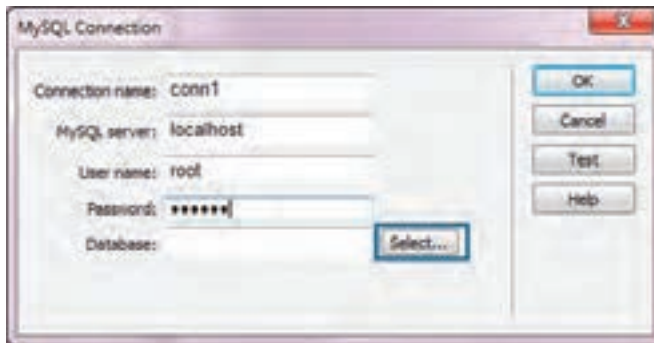 MySQL Connection
Connection name: conn1
MySQL server: localhost
User name: root
Password: ••••••
Database:
Select...
OK
Cancel
Test
Help